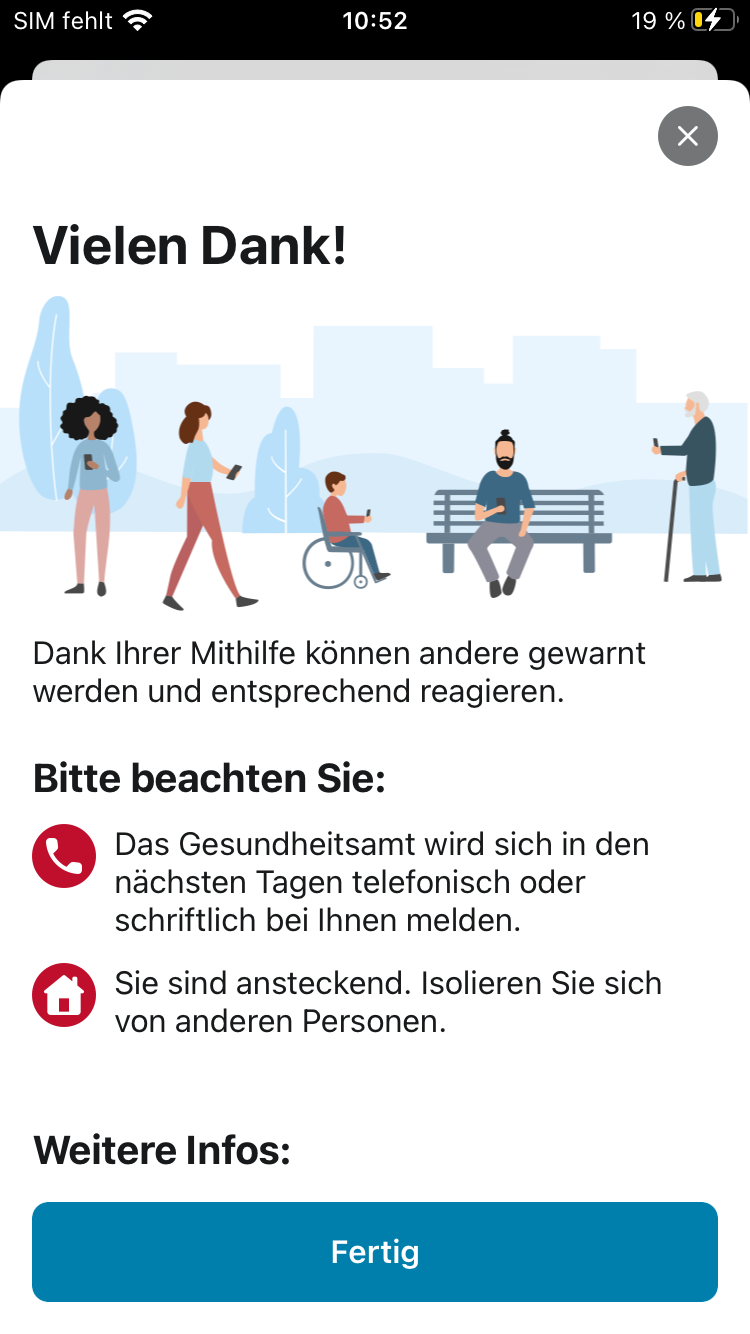 SIM fehlt 10:52 19 %
Vielen Dank!
Dank Ihrer Mithilfe können andere gewarnt
werden und entsprechend reagieren.
Bitte beachten Sie:
Das Gesundheitsamt wird sich in den
nächsten Tagen telefonisch oder
schriftlich bei Ihnen melden.
Sie sind ansteckend. Isolieren Sie sich
von anderen Personen.
Weitere Infos:
Fertig